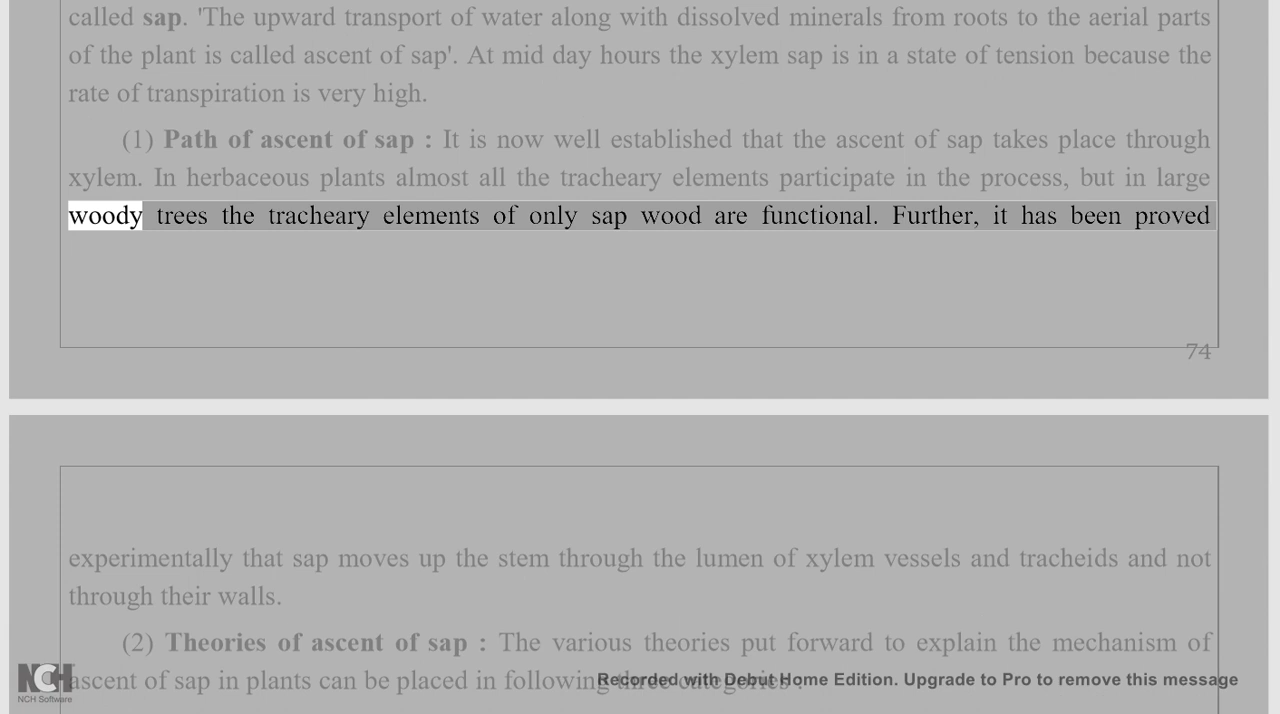 called sap. 'The upward transport of water along with dissolved minerals from roots to the aerial parts
of the plant is called ascent of sap'. At mid day hours the xylem sap is in a state of tension because the
rate of transpiration is very high.
(1) Path of ascent of sap : It is now well established that the ascent of sap takes place through
xylem. In herbaceous plants almost all the tracheary elements participate in the process, but in large
woody trees the tracheary elements of only sap wood are functional. Further, it has been proved
74
experimentally that sap moves up the stem through the lumen of xylem vessels and tracheids and not
through their walls.
(2) Theories of ascent of sap : The various theories put forward to explain the mechanism of
ascent of sap in plants can be placed in following three categories :
NCH
NCH Software
Recorded with Debut Home Edition. Upgrade to Pro to remove this message